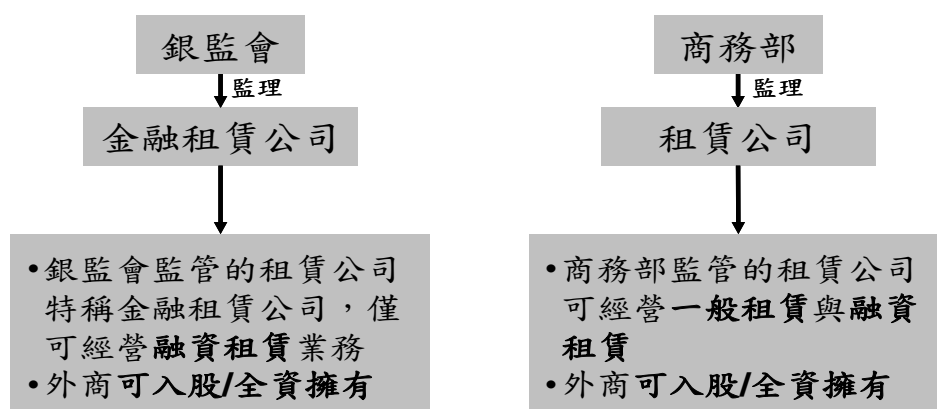 銀監會
監理
金融租賃公司
•銀監會監管的租賃公司
特稱金融租賃公司，僅
可經營融資租賃業務
•外商可入股/全資擁有
商務部
監理
租賃公司
•商務部監管的租賃公司
可經營一般租賃與融資
租賃
•外商可入股/全資擁有